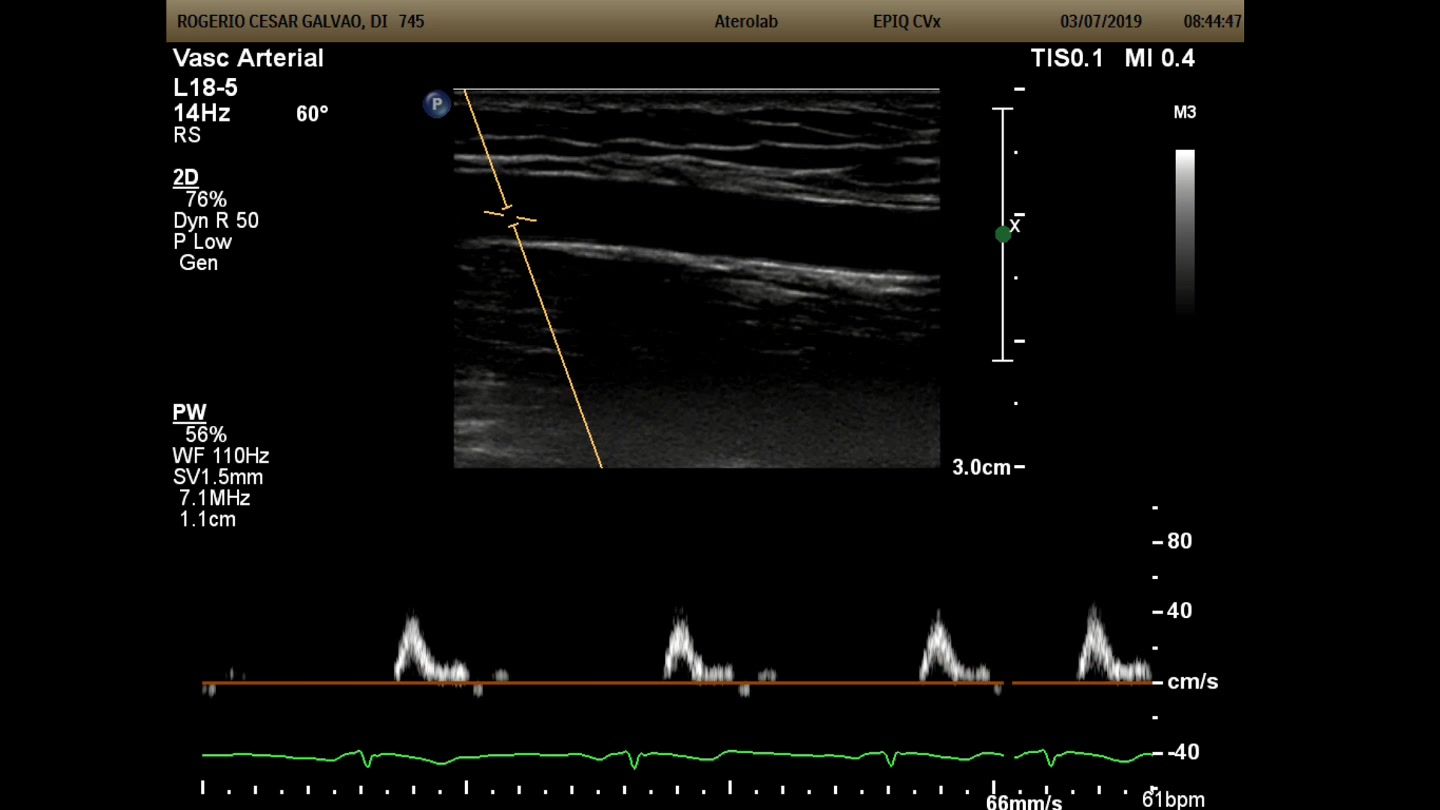 ROGERIO CESAR GALVAO, DI 745 Aterolab EPIQ CVx 03/07/2019 08:44:47
Vasc Arterial TIS0.1 MI 0.4
L18-5
14Hz 60°
RS
P
M3
2D
76%
Dyn R 50
P Low
Gen
X
PW
56%
WF 110Hz
SV1.5mm
7.1MHz
1.1cm
3.0cm
80
40
cm/s
-40
66mm/s 61bpm